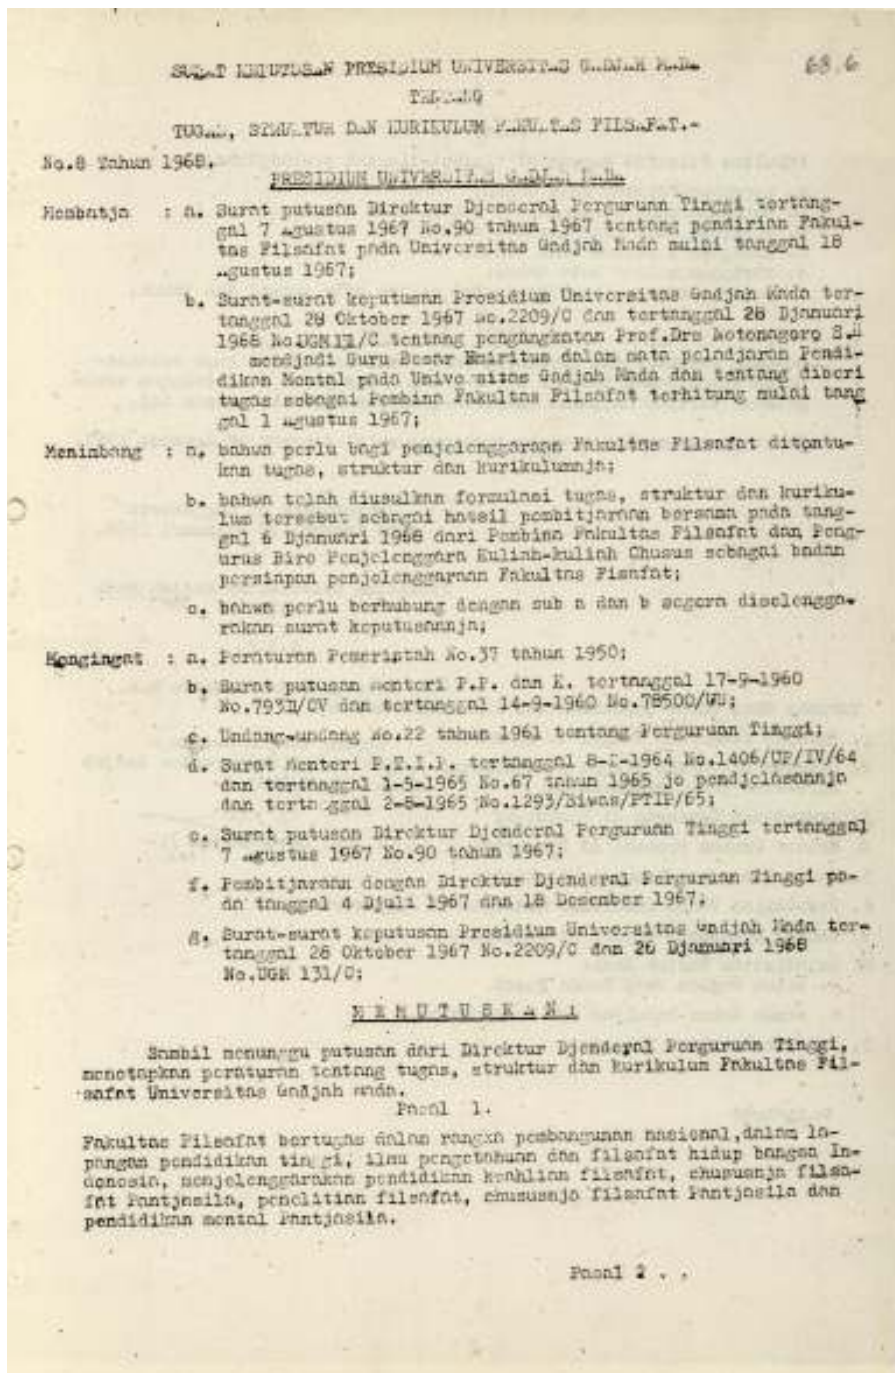 SURAT KEPUTUSAN PRESIDIUM UNIVERSITAS GADJAH MADA
68.6
TENTANG
TUGAS, STRUKTUR DAN KURIKULUM FAKULTAS FILSAFAT.-
No.8 Tahun 1968.
PRESIDIUM UNIVERSITAS GADJAH MADA
Membatja : a. Surat putusan Direktur Djenderal Perguruan Tinggi tertang-
gal 7 Agustus 1967 No.90 tahun 1967 tentang pendirian Fakul-
tas Filsafat pada Universitas Gadjah Mada mulai tanggal 18
Agustus 1967;
b. Surat-surat keputusan Presidium Universitas Gadjah Mada ter-
tanggal 28 Oktober 1967 No.2209/C dan tertanggal 26 Djanuari
1968 tentang pengangkatan Prof.Drs Notonagoro S.H
mendjadi Guru Besar Emiritus dalam mata peladjaran Pendi-
dikan Mental pada Unive sitas Gadjah Mada dan tentang diberi
tugas sebagai Pembina Fakultas Filsafat terhitung mulai tang
gal 1 Agustus 1967;
Menimbang : a. bahwa perlu bagi penjelenggaraan Fakultas Filsafat ditentu-
kan tugas, struktur dan kurikulumnja;
b. bahwa telah diusulkan formulasi tugas, struktur dan kuriku-
lum tersebut sebagai hatsil pembitjaraan bersama pada tang-
gal 6 Djanuari 1968 dari Pembina Fakultas Filsafat dan Peng-
urus Biro Penjelenggara Kuliah-kuliah Chusus sebagai badan
persiapan penjelenggaraan Fakultas Fisafat;
c. bahwa perlu berhubung dengan sub a dan b segera diselengga-
rakan surat keputusannja;
Mengingat : a. Peraturan Pemerintah No.37 tahun 1950;
b. Surat putusan Menteri P.P. dan K. tertanggal 17-9-1960
dan tertanggal 14-9-1960
c. Undang-undang No.22 tahun 1961 tentang Perguruan Tinggi;
d. Surat Menteri P.T.I.P. tertanggal 8-I-1964 No.1406/UP/IV/64
dan tertanggal 1-5-1965 No.67 tahun 1965 jo pendjelasannja
dan terta ggal 2-8-1965 No.1293/Biwas/PTIP/65;
e. Surat putusan Direktur Djenderal Perguruan Tinggi tertanggal
7 Agustus 1967 No.90 tahun 1967;
f. Pembitjaraan dengan Direktur Djenderal Perguruan Tinggi pa-
da tanggal 4 Djuli 1967 dan 18 Desember 1967;
g. Surat-surat keputusan Presidium Universitas Gadjah Mada ter-
tanggal 28 Oktober 1967 No.2209/C dan 26 Djanuari 1968
No.UGM 131/C;
M E M U T U S K A N :
Sambil menunggu putusan dari Direktur Djenderal Perguruan Tinggi,
menetapkan peraturan tentang tugas, struktur dan kurikulum Fakultas Fil-
safat Universitas Gadjah Mada.
Pasal 1.
Fakultas Filsafat bertugas dalam rangka pembangunan nasional,dalam la-
pangan pendidikan tinggi, ilmu pengetahuan dan filsafat hidup bangsa In-
donesia, menjelenggarakan pendidikan keahlian filsafat, chususnja filsa-
fat Pantjasila, penelitian filsafat, chususnja filsafat Pantjasila dan
pendidikan mental Pantjasila.
Pasal 2 . .